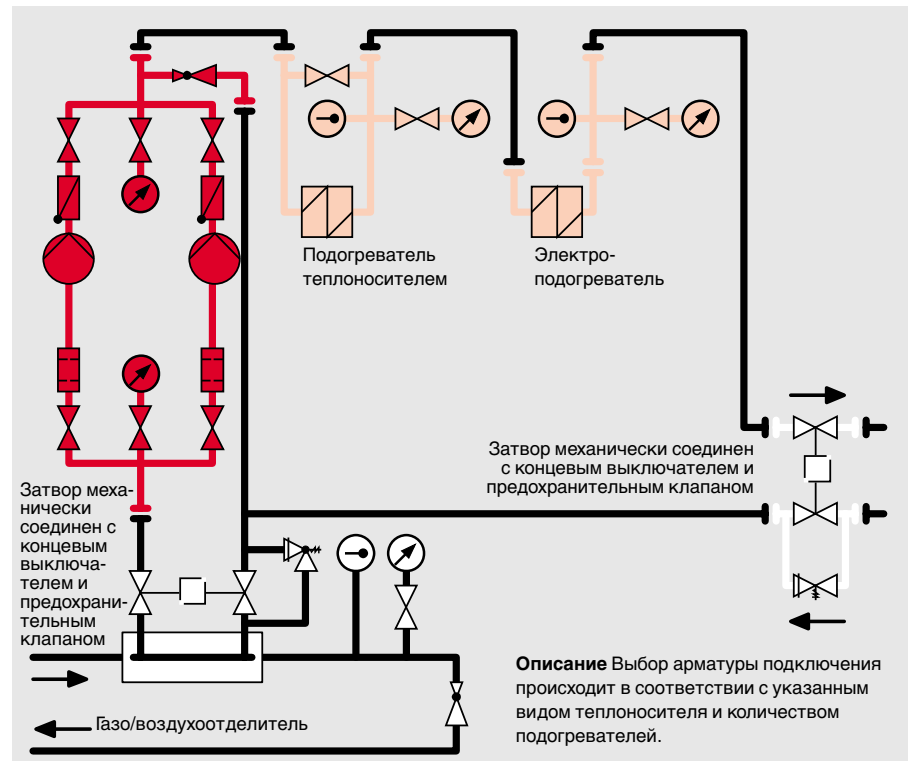 Подогреватель
теплоносителем
Электро-
подогреватель
Затвор механически соединен
с концевым выключателем и
предохранительным клапаном
Затвор меха-
нически
соединен с
концевым
выключа-
телем и
предохрани-
тельным
клапаном
Описание Выбор арматуры подключения
происходит в соответствии с указанным
видом теплоносителя и количеством
подогревателей.
Газо/воздухоотделитель